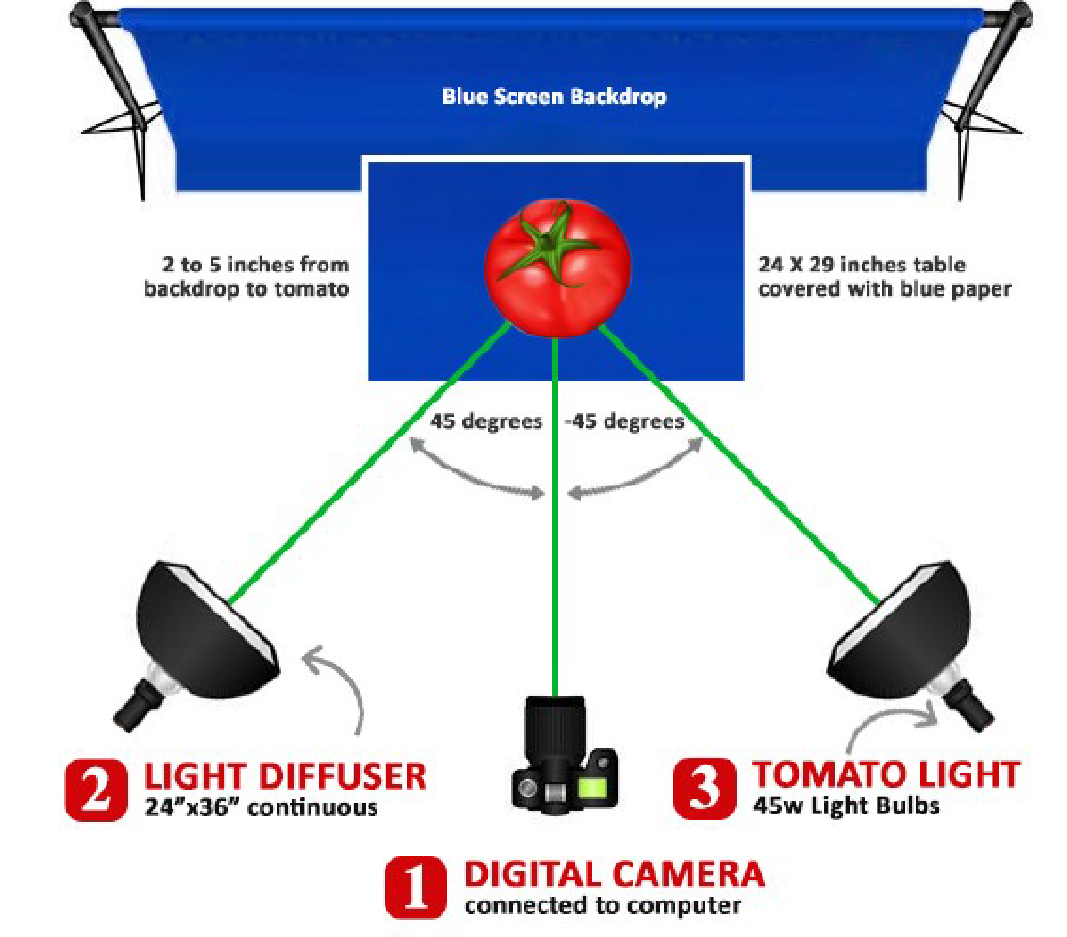 Blue Screen Backdrop
2 to 5 inches from
backdrop to tomato
24 X 29 inches table
covered with blue paper
45 degrees
-45 degrees
2 LIGHT DIFFUSER
24”x36” continuous
3 TOMATO LIGHT
45w Light Bulbs
1 DIGITAL CAMERA
connected to computer